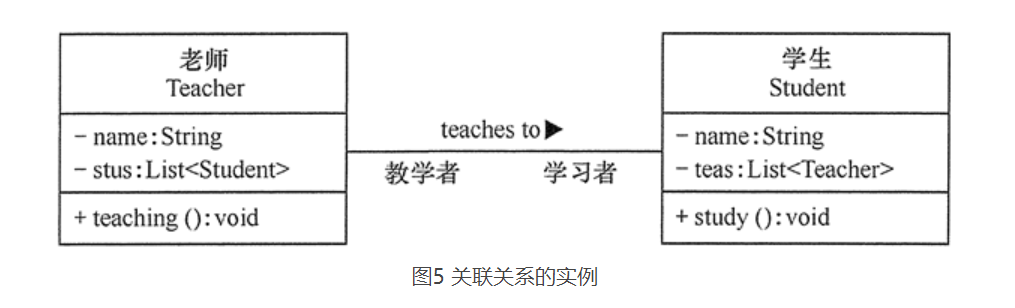 老师
Teacher
- name:String
- stus:List<Student>
+ teaching ():void
teaches to▶
教学者
学习者
学生
Student
- name:String
- teas:List<Teacher>
+ study ():void
图5 关联关系的实例